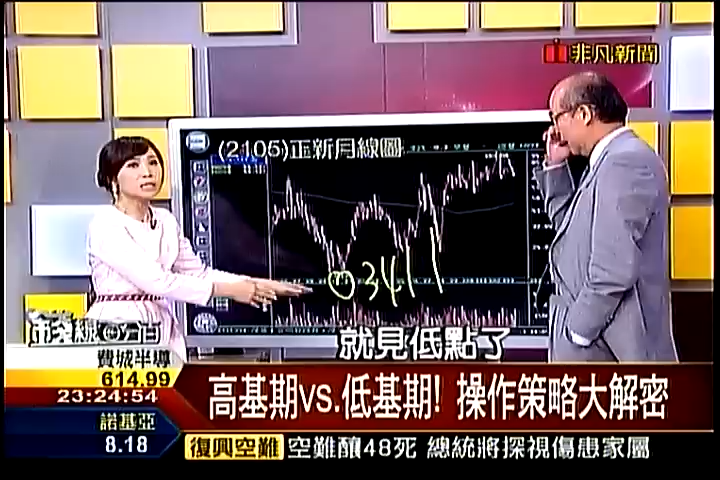 非凡新聞
(2105)正新月線圖
3411
就見低點了
費城半導
614.99
高基期vs.低基期! 操作策略大解密
23:24:54
諾基亞
8.18
復興空難 空難釀48死 總統將探視傷患家屬